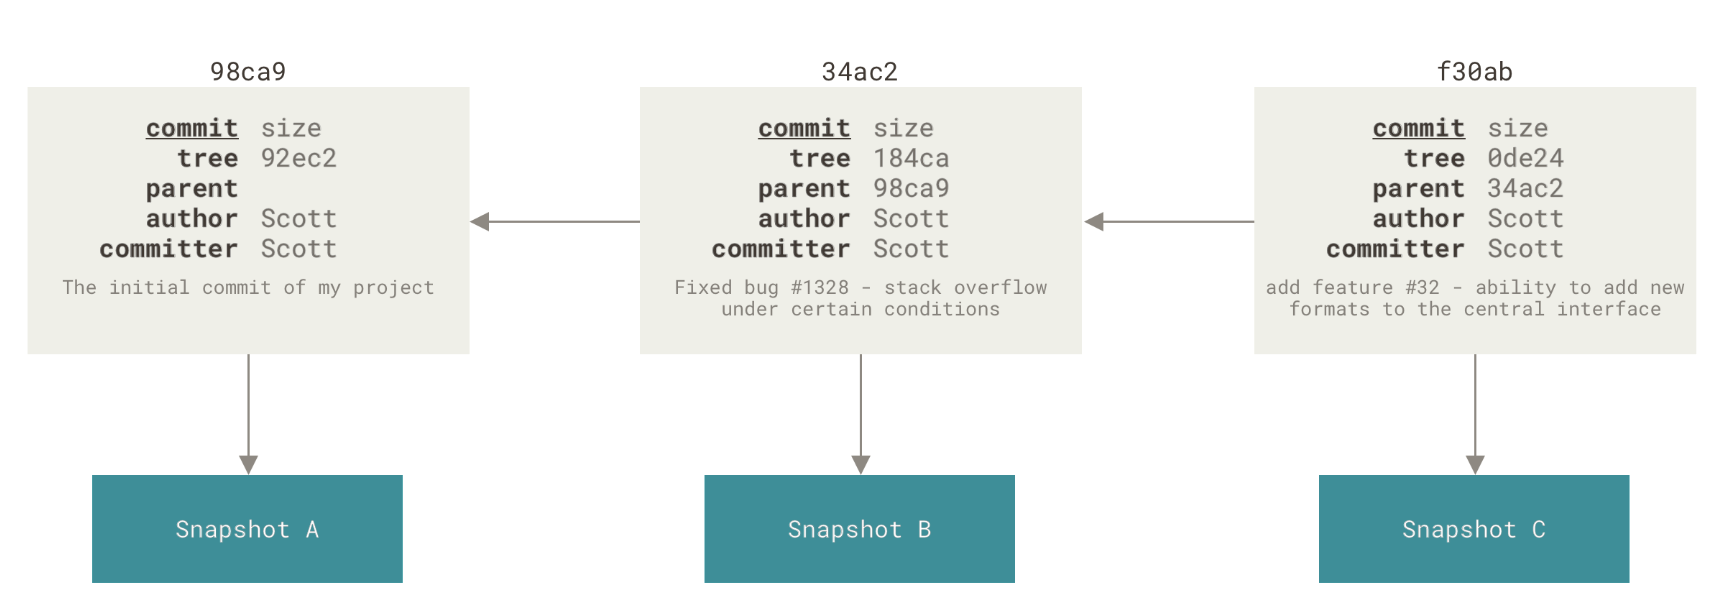 98ca9
commit size
tree 92ec2
parent
author Scott
committer Scott
The initial commit of my project
34ac2
commit size
tree 184ca
parent 98ca9
author Scott
committer Scott
Fixed bug #1328 - stack overflow
under certain conditions
f30ab
commit size
tree 0de24
parent 34ac2
author Scott
committer Scott
add feature #32 - ability to add new
formats to the central interface
Snapshot A
Snapshot B
Snapshot C